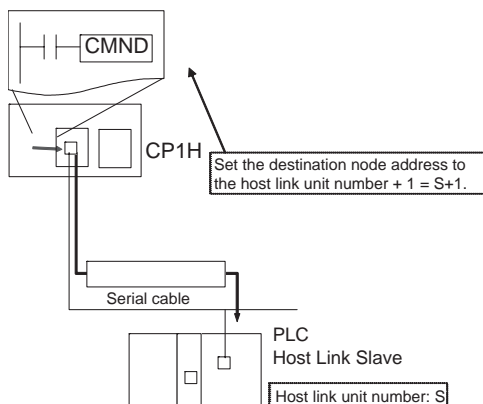 CMND
CP1H
Set the destination node address to
the host link unit number + 1 = S+1.
Serial cable
PLC
Host Link Slave
Host link unit number: S